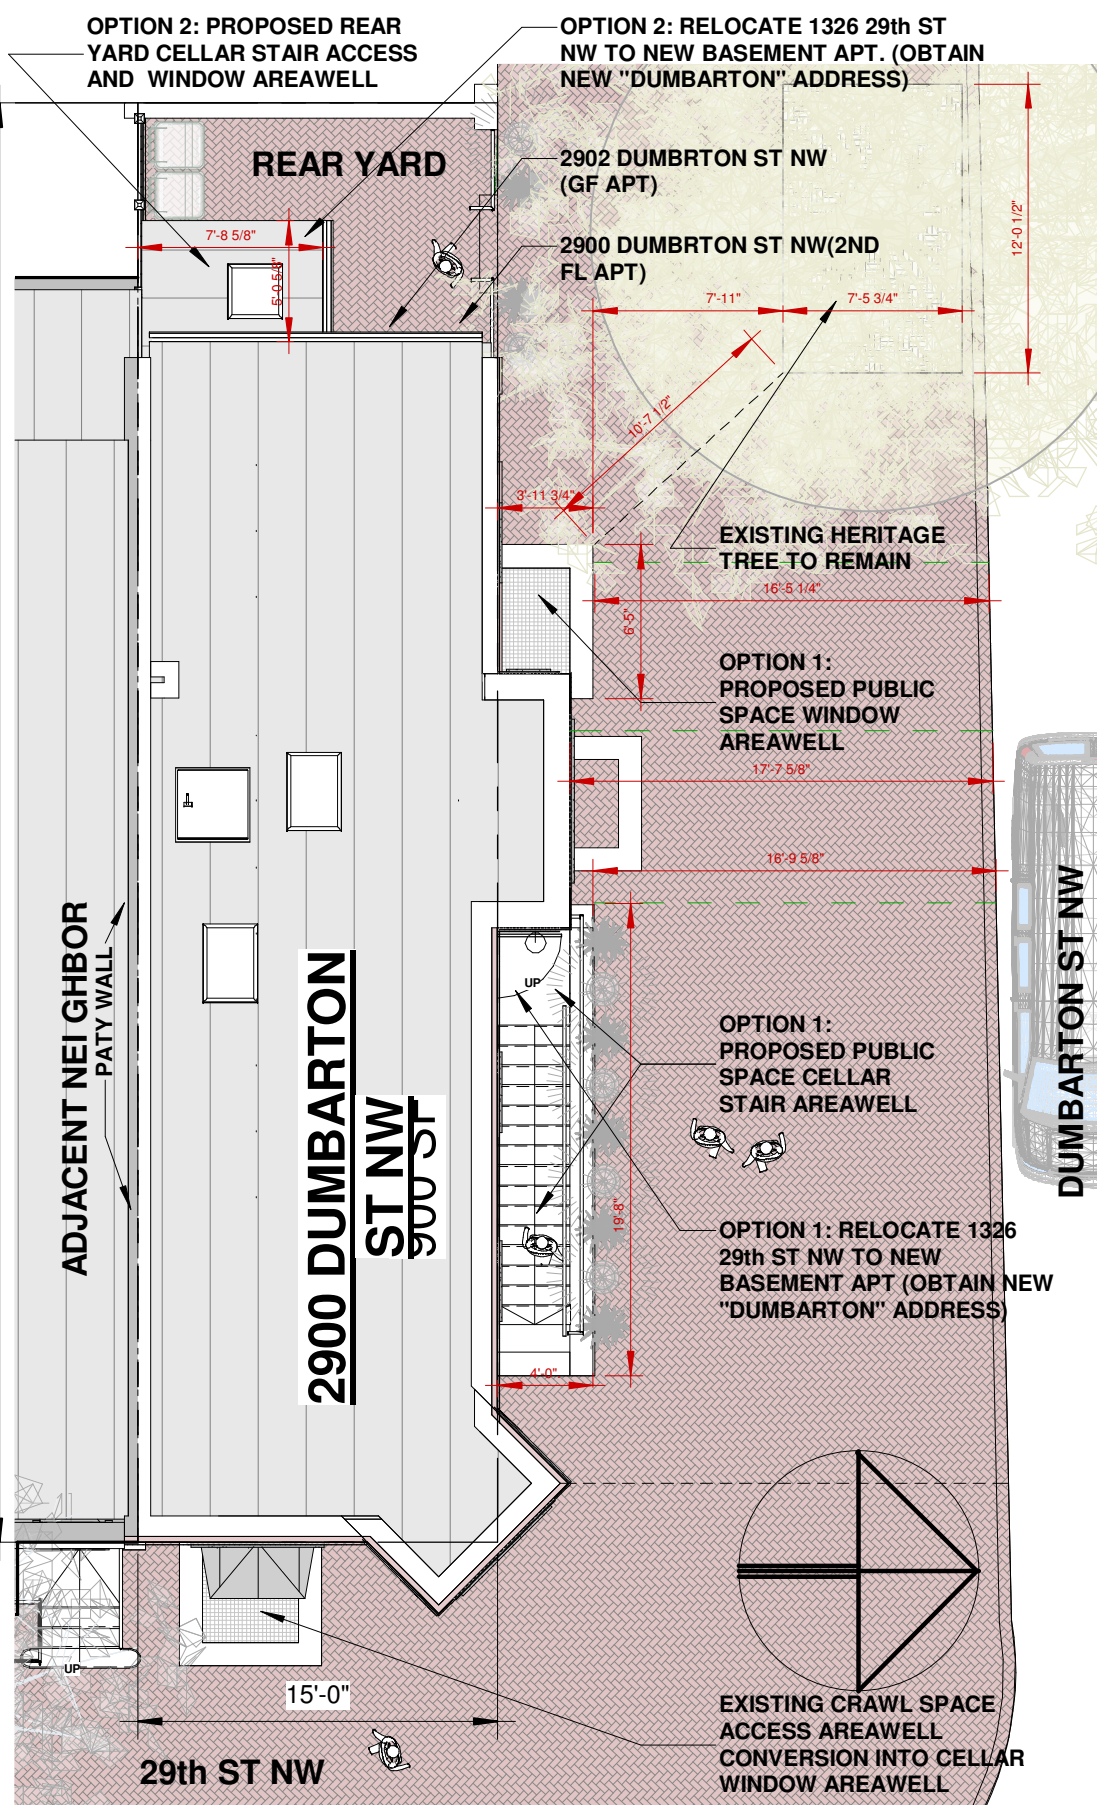 OPTION 2: PROPOSED REAR
YARD CELLAR STAIR ACCESS
AND WINDOW AREAWELL
OPTION 2: RELOCATE 1326 29th ST
NW TO NEW BASEMENT APT. (OBTAIN
NEW "DUMBARTON" ADDRESS)
REAR YARD
2902 DUMBRTON ST NW
(GF APT)
2900 DUMBRTON ST NW(2ND
FL APT)
7'-8 5/8"
5'-0 5/8"
12'-0 1/2"
7'-11"
7'-5 3/4"
10'-7 1/2"
3'-11 3/4"
EXISTING HERITAGE
TREE TO REMAIN
16'-5 1/4"
6'-5"
OPTION 1:
PROPOSED PUBLIC
SPACE WINDOW
AREAWELL
17'-7 5/8"
16'-9 5/8"
ADJACENT NEI GHBOR
PATY WALL
2900 DUMBARTON
ST NW
900 SF
DUMBARTON ST NW
UP
OPTION 1:
PROPOSED PUBLIC
SPACE CELLAR
STAIR AREAWELL
19'-8"
OPTION 1: RELOCATE 1326
29th ST NW TO NEW
BASEMENT APT (OBTAIN NEW
"DUMBARTON" ADDRESS)
4'-0"
UP
15'-0"
29th ST NW
EXISTING CRAWL SPACE
ACCESS AREAWELL
CONVERSION INTO CELLAR
WINDOW AREAWELL